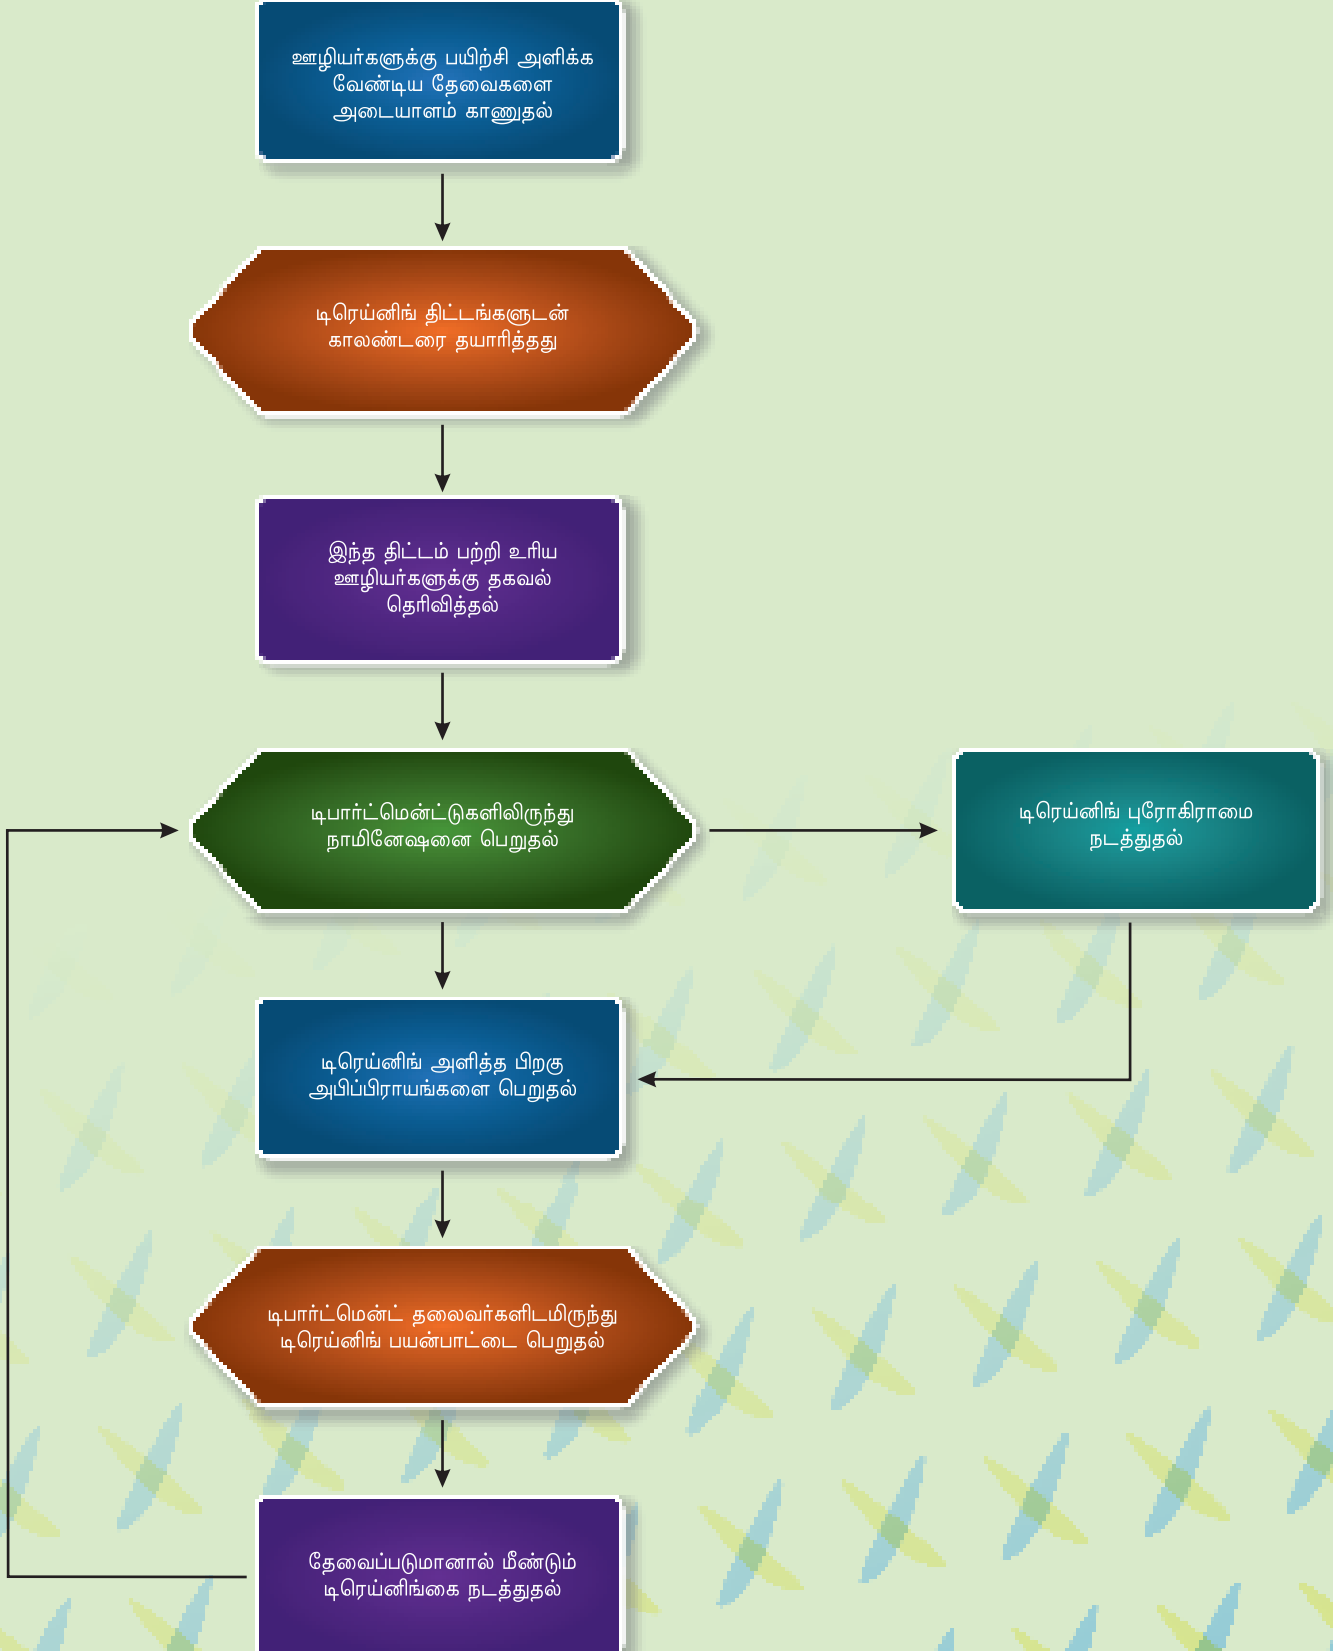 ஊழியர்களுக்கு பயிற்சி அளிக்க
வேண்டிய தேவைகளை
அடையாளம் காணுதல்
டிரெய்னிங் திட்டங்களுடன்
காலண்டரை தயாரித்தது
இந்த திட்டம் பற்றி உரிய
ஊழியர்களுக்கு தகவல்
தெரிவித்தல்
டிபார்ட்மென்ட்டுகளிலிருந்து
நாமினேஷனை பெறுதல்
டிரெய்னிங் புரோகிராமை
நடத்துதல்
டிரெய்னிங் அளித்த பிறகு
அபிப்பிராயங்களை பெறுதல்
டிபார்ட்மென்ட் தலைவர்களிடமிருந்து
டிரெய்னிங் பயன்பாட்டை பெறுதல்
தேவைப்படுமானால் மீண்டும்
டிரெய்னிங்கை நடத்துதல்